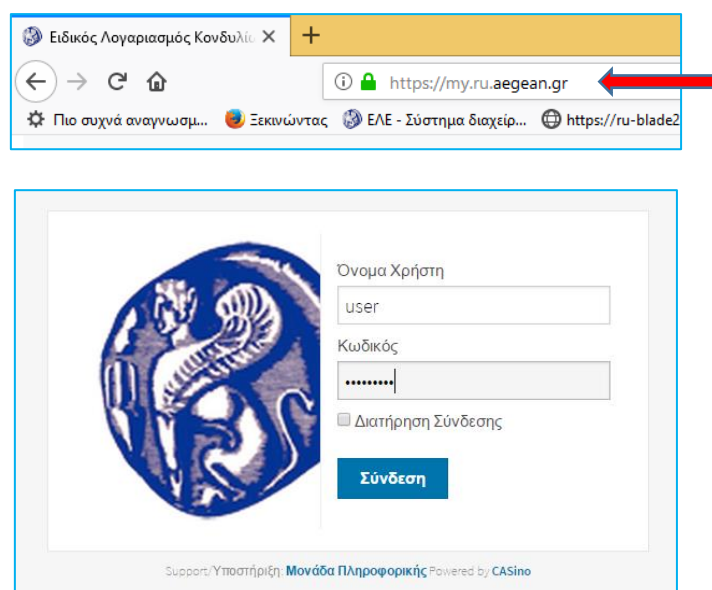 Ειδικός Λογαριασμός Κονδυλίω
https://my.ru.aegean.gr
Πιο συχνά αναγνωσμ... Ξεκινώντας ΕΛΕ - Σύστημα διαχείρ... https://ru-blade2
Όνομα Χρήστη
user
Κωδικός
•••••••••
Διατήρηση Σύνδεσης
Σύνδεση
Support/Υποστήριξη: Μονάδα Πληροφορικής Powered by CASino